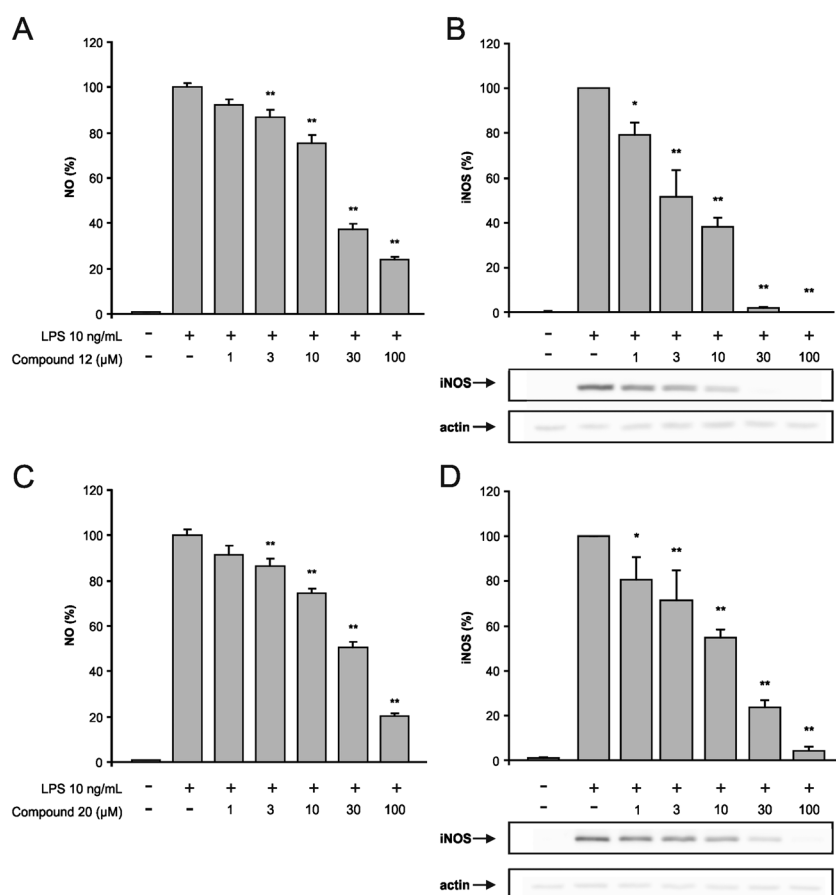 A
120
100
80
60
40
20
0
NO (%)
** ** ** **
LPS 10 ng/mL - + + + + + +
Compound 12 (µM) - - 1 3 10 30 100
B
120
100
80
60
40
20
0
iNOS (%)
* ** ** ** **
- + + + + + +
- - 1 3 10 30 100
iNOS
actin
C
120
100
80
60
40
20
0
NO (%)
** ** ** **
LPS 10 ng/mL - + + + + + +
Compound 20 (µM) - - 1 3 10 30 100
D
120
100
80
60
40
20
0
iNOS (%)
* ** ** ** **
- + + + + + +
- - 1 3 10 30 100
iNOS
actin